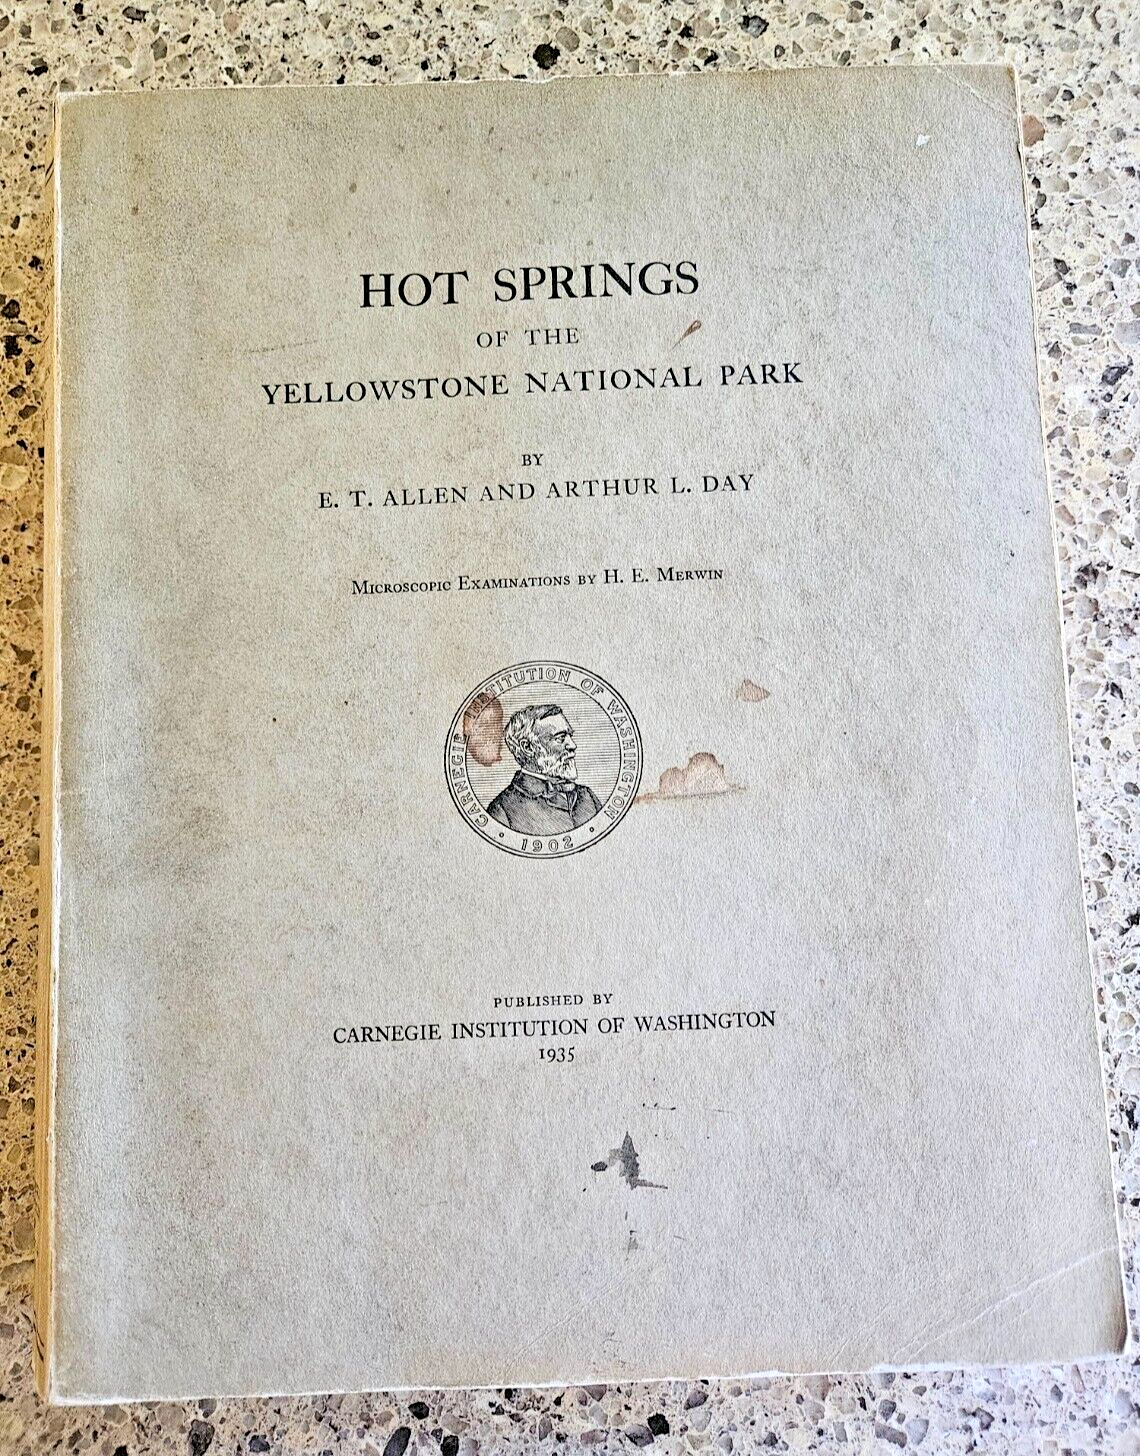 HOT SPRINGS
OF THE
YELLOWSTONE NATIONAL PARK
BY
E. T. ALLEN AND ARTHUR L. DAY
MICROSCOPIC EXAMINATIONS BY H. E. MERWIN
CARNEGIE INSTITUTION OF WASHINGTON
· 1902 ·
PUBLISHED BY
CARNEGIE INSTITUTION OF WASHINGTON
1935